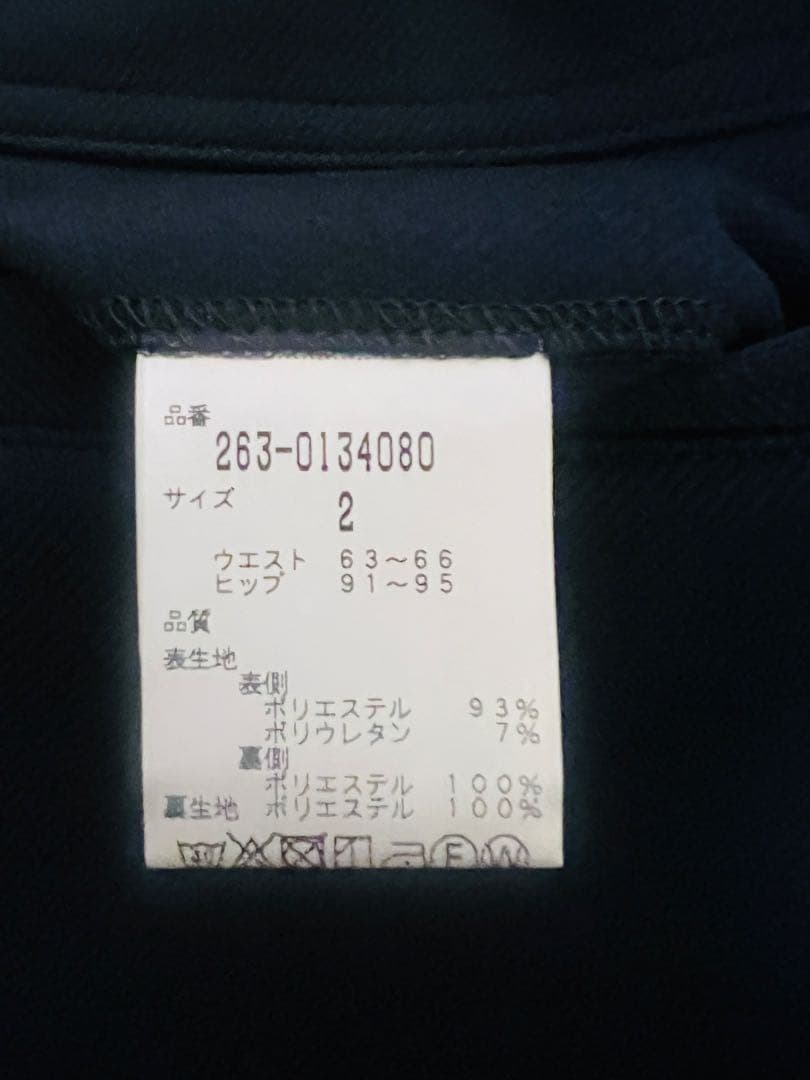 品番
263-0134080
サイズ 2
ウエスト 63〜66
ヒップ 91〜95
品質
表生地
表側
ポリエステル 93%
ポリウレタン 7%
裏側
ポリエステル 100%
裏生地 ポリエステル 100%
F W